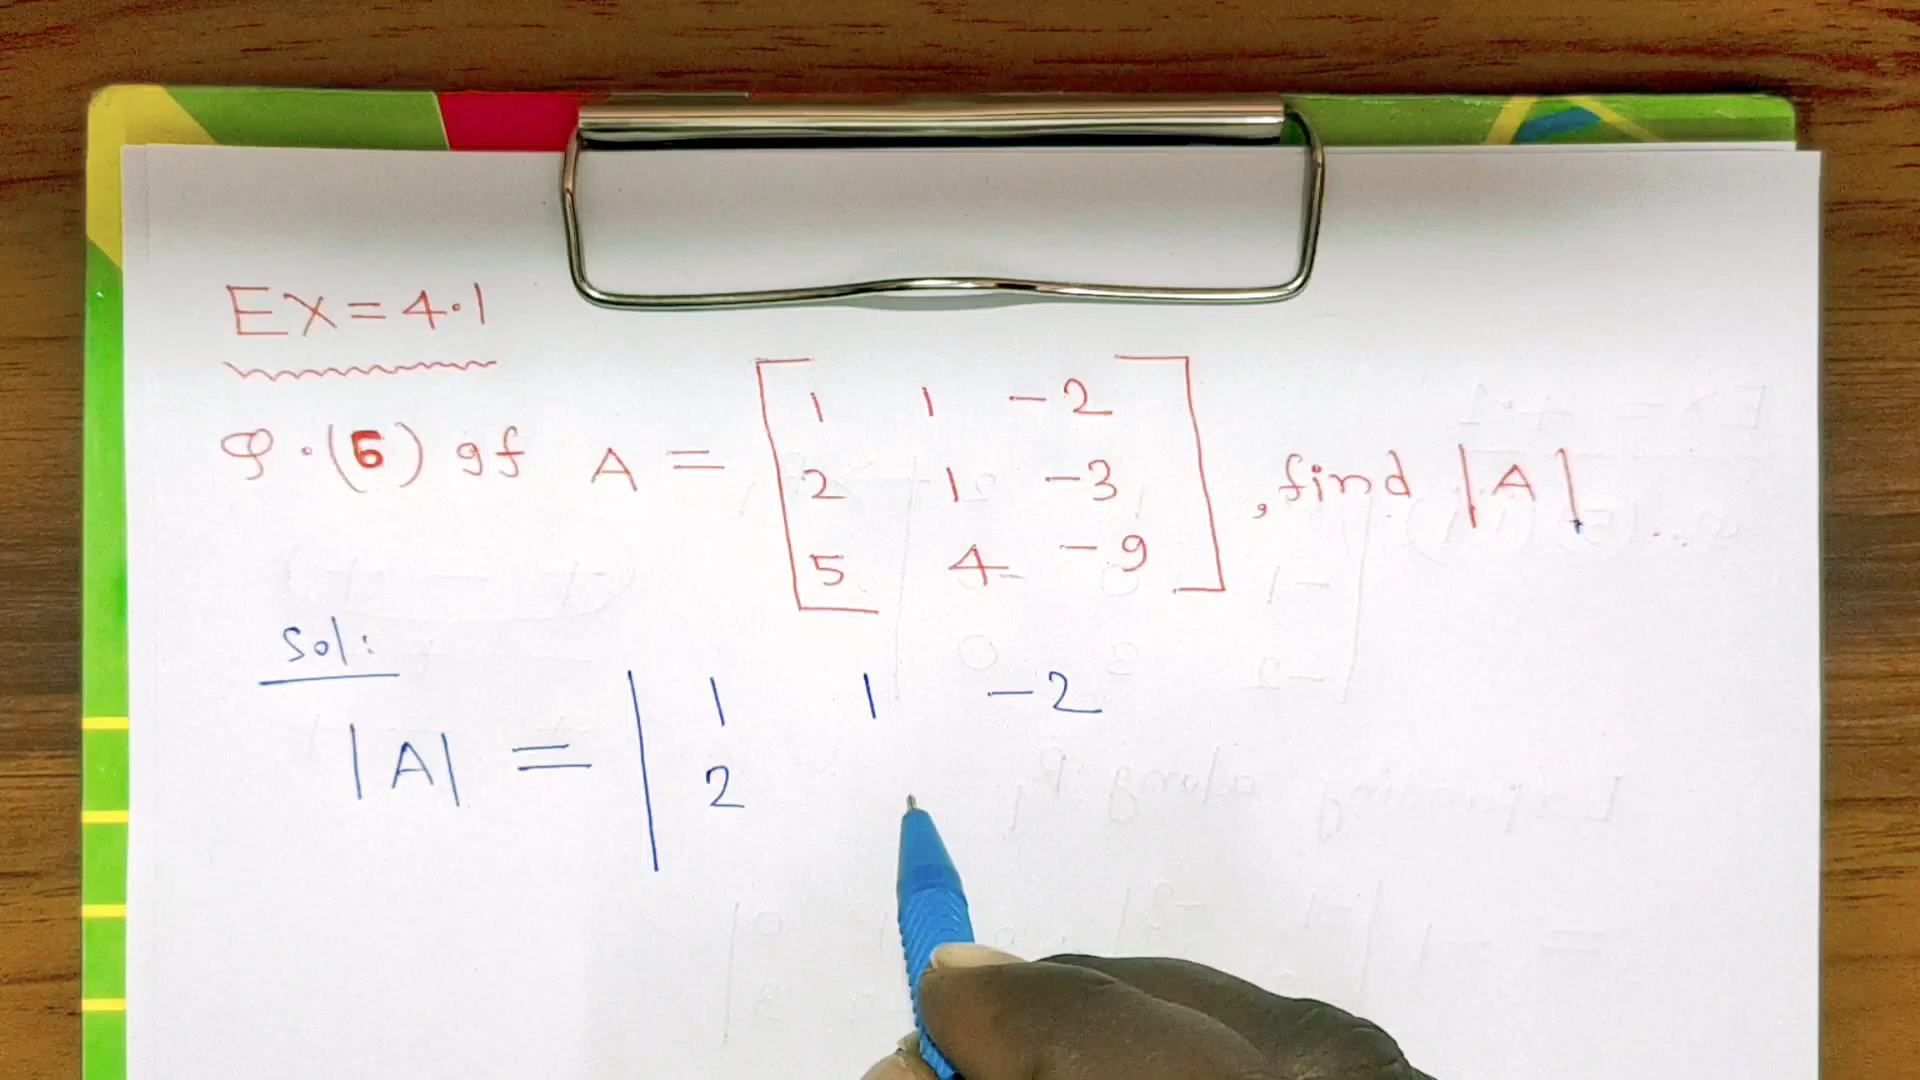 Ex = 4.1
Q.(6) If A = [ 1 1 -2
2 1 -3
5 4 -9 ] , find |A|
Sol:
|A| = | 1 1 -2
2